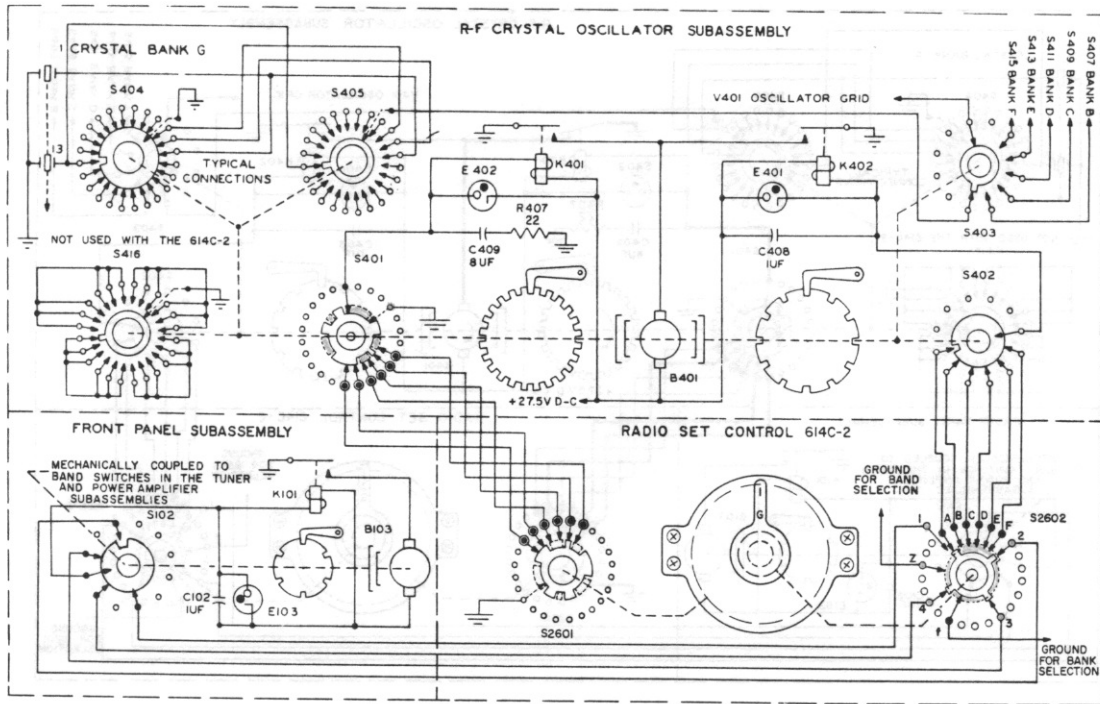 R-F CRYSTAL OSCILLATOR SUBASSEMBLY
1 CRYSTAL BANK G
S404
S405
13
TYPICAL
CONNECTIONS
NOT USED WITH THE 614C-2
S416
S401
K401
E 402
R407
22
C409
8UF
V401 OSCILLATOR GRID
K402
E401
C408
1UF
S407 BANK B
S409 BANK C
S411 BANK D
S413 BANK E
S415 BANK F
S403
S402
B401
+27.5V D-C
FRONT PANEL SUBASSEMBLY
MECHANICALLY COUPLED TO
BAND SWITCHES IN THE TUNER
AND POWER AMPLIFIER
SUBASSEMBLIES
S102
K101
B103
C102
1UF
E103
RADIO SET CONTROL 614C-2
1
G
S2601
GROUND
FOR BAND
SELECTION
S2602
1
A
B
C
D
E
F
2
Z
4
3
f
GROUND
FOR BANK
SELECTION